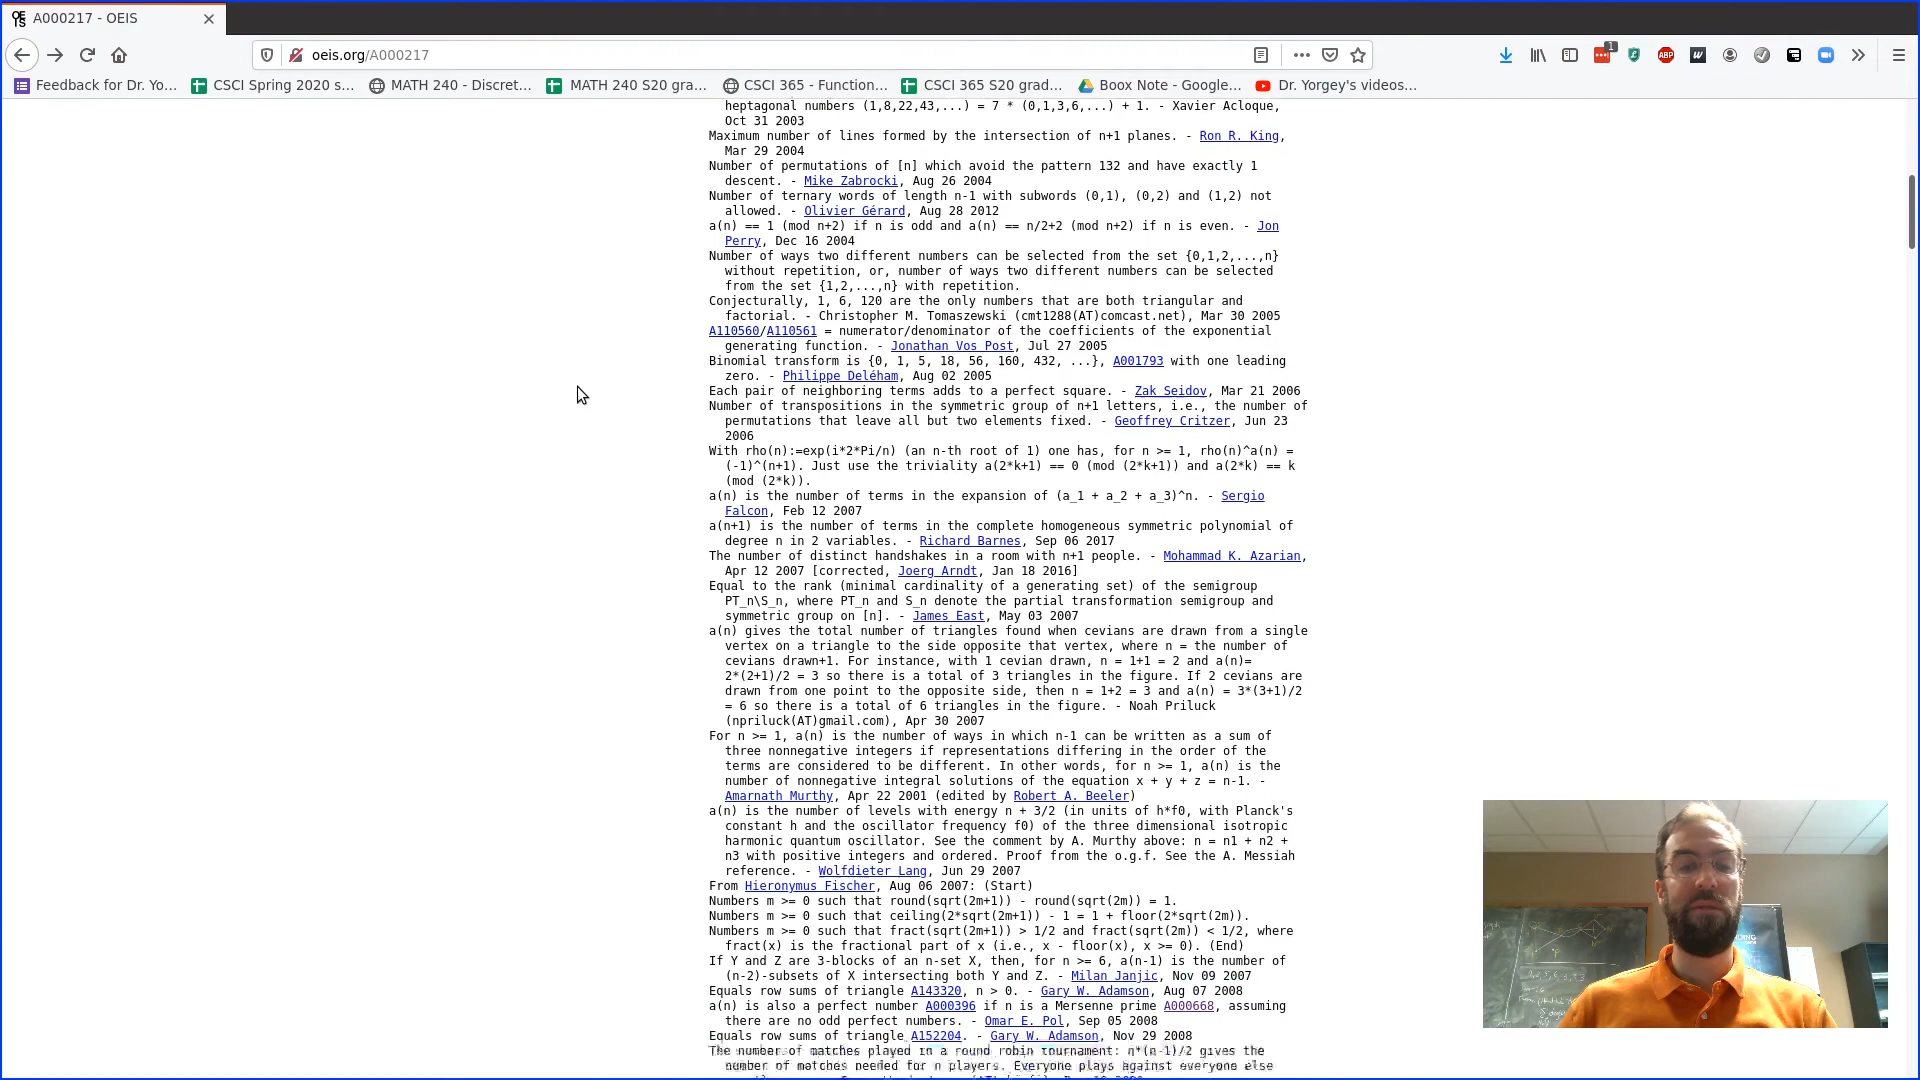 A000217 - OEIS
oeis.org/A000217
1
Feedback for Dr. Yo… CSCI Spring 2020 s… MATH 240 - Discret… MATH 240 S20 gra… CSCI 365 - Function… CSCI 365 S20 grad… Boox Note - Google… Dr. Yorgey's videos…
heptagonal numbers (1,8,22,43,...) = 7 * (0,1,3,6,...) + 1. - Xavier Acloque,
Oct 31 2003
Maximum number of lines formed by the intersection of n+1 planes. - Ron R. King,
Mar 29 2004
Number of permutations of [n] which avoid the pattern 132 and have exactly 1
descent. - Mike Zabrocki, Aug 26 2004
Number of ternary words of length n-1 with subwords (0,1), (0,2) and (1,2) not
allowed. - Olivier Gérard, Aug 28 2012
a(n) == 1 (mod n+2) if n is odd and a(n) == n/2+2 (mod n+2) if n is even. - Jon
Perry, Dec 16 2004
Number of ways two different numbers can be selected from the set {0,1,2,...,n}
without repetition, or, number of ways two different numbers can be selected
from the set {1,2,...,n} with repetition.
Conjecturally, 1, 6, 120 are the only numbers that are both triangular and
factorial. - Christopher M. Tomaszewski (cmt1288(AT)comcast.net), Mar 30 2005
A110560/A110561 = numerator/denominator of the coefficients of the exponential
generating function. - Jonathan Vos Post, Jul 27 2005
Binomial transform is {0, 1, 5, 18, 56, 160, 432, ...}, A001793 with one leading
zero. - Philippe Deléham, Aug 02 2005
Each pair of neighboring terms adds to a perfect square. - Zak Seidov, Mar 21 2006
Number of transpositions in the symmetric group of n+1 letters, i.e., the number of
permutations that leave all but two elements fixed. - Geoffrey Critzer, Jun 23
2006
With rho(n):=exp(i*2*Pi/n) (an n-th root of 1) one has, for n >= 1, rho(n)^a(n) =
(-1)^(n+1). Just use the triviality a(2*k+1) == 0 (mod (2*k+1)) and a(2*k) == k
(mod (2*k)).
a(n) is the number of terms in the expansion of (a_1 + a_2 + a_3)^n. - Sergio
Falcon, Feb 12 2007
a(n+1) is the number of terms in the complete homogeneous symmetric polynomial of
degree n in 2 variables. - Richard Barnes, Sep 06 2017
The number of distinct handshakes in a room with n+1 people. - Mohammad K. Azarian,
Apr 12 2007 [corrected, Joerg Arndt, Jan 18 2016]
Equal to the rank (minimal cardinality of a generating set) of the semigroup
PT_n\S_n, where PT_n and S_n denote the partial transformation semigroup and
symmetric group on [n]. - James East, May 03 2007
a(n) gives the total number of triangles found when cevians are drawn from a single
vertex on a triangle to the side opposite that vertex, where n = the number of
cevians drawn+1. For instance, with 1 cevian drawn, n = 1+1 = 2 and a(n)=
2*(2+1)/2 = 3 so there is a total of 3 triangles in the figure. If 2 cevians are
drawn from one point to the opposite side, then n = 1+2 = 3 and a(n) = 3*(3+1)/2
= 6 so there is a total of 6 triangles in the figure. - Noah Priluck
(npriluck(AT)gmail.com), Apr 30 2007
For n >= 1, a(n) is the number of ways in which n-1 can be written as a sum of
three nonnegative integers if representations differing in the order of the
terms are considered to be different. In other words, for n >= 1, a(n) is the
number of nonnegative integral solutions of the equation x + y + z = n-1. -
Amarnath Murthy, Apr 22 2001 (edited by Robert A. Beeler)
a(n) is the number of levels with energy n + 3/2 (in units of h*f0, with Planck's
constant h and the oscillator frequency f0) of the three dimensional isotropic
harmonic quantum oscillator. See the comment by A. Murthy above: n = n1 + n2 +
n3 with positive integers and ordered. Proof from the o.g.f. See the A. Messiah
reference. - Wolfdieter Lang, Jun 29 2007
From Hieronymus Fischer, Aug 06 2007: (Start)
Numbers m >= 0 such that round(sqrt(2m+1)) - round(sqrt(2m)) = 1.
Numbers m >= 0 such that ceiling(2*sqrt(2m+1)) - 1 = 1 + floor(2*sqrt(2m)).
Numbers m >= 0 such that fract(sqrt(2m+1)) > 1/2 and fract(sqrt(2m)) < 1/2, where
fract(x) is the fractional part of x (i.e., x - floor(x), x >= 0). (End)
If Y and Z are 3-blocks of an n-set X, then, for n >= 6, a(n-1) is the number of
(n-2)-subsets of X intersecting both Y and Z. - Milan Janjic, Nov 09 2007
Equals row sums of triangle A143320, n > 0. - Gary W. Adamson, Aug 07 2008
a(n) is also a perfect number A000396 if n is a Mersenne prime A000668, assuming
there are no odd perfect numbers. - Omar E. Pol, Sep 05 2008
Equals row sums of triangle A152204. - Gary W. Adamson, Nov 29 2008
The number of matches played in a round robin tournament: n*(n-1)/2 gives the
number of matches needed for n players. Everyone plays against everyone else